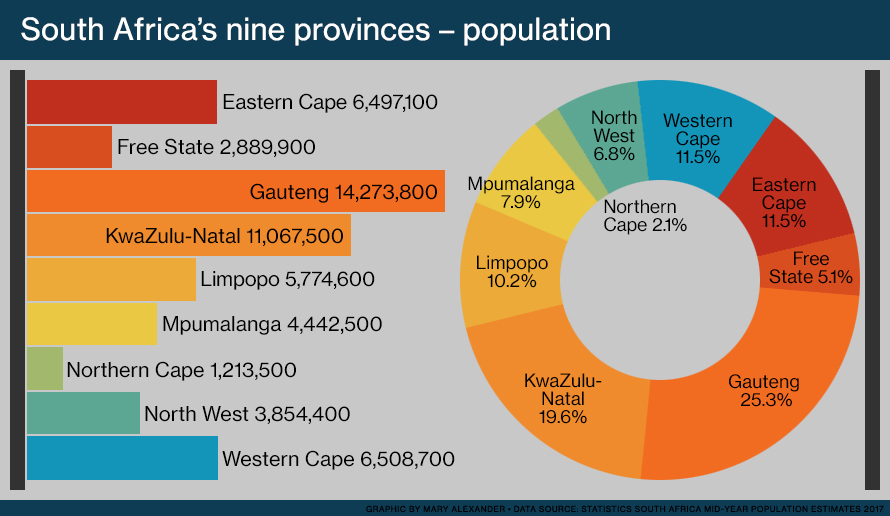 South Africa's nine provinces – population
Eastern Cape 6,497,100
Free State 2,889,900
Gauteng 14,273,800
KwaZulu-Natal 11,067,500
Limpopo 5,774,600
Mpumalanga 4,442,500
Northern Cape 1,213,500
North West 3,854,400
Western Cape 6,508,700
North
West
6.8%
Western
Cape
11.5%
Eastern
Cape
11.5%
Mpumalanga
7.9%
Northern
Cape 2.1%
Free
State 5.1%
Limpopo
10.2%
KwaZulu-
Natal
19.6%
Gauteng
25.3%
GRAPHIC BY MARY ALEXANDER • DATA SOURCE: STATISTICS SOUTH AFRICA MID-YEAR POPULATION ESTIMATES 2017